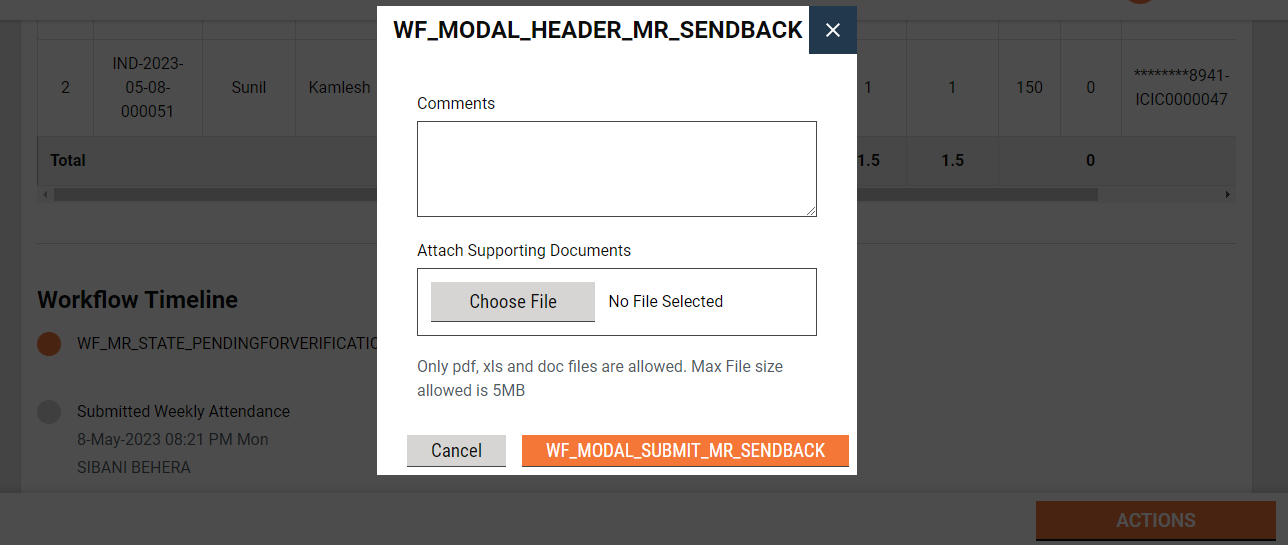 WF_MODAL_HEADER_MR_SENDBACK
2
IND-2023-
05-08-
000051
Sunil
Kamlesh
1
1
150
0
********8941-
ICIC0000047
Total
1.5
1.5
0
Comments
Attach Supporting Documents
Choose File
No File Selected
Only pdf, xls and doc files are allowed. Max File size
allowed is 5MB
Cancel
WF_MODAL_SUBMIT_MR_SENDBACK
Workflow Timeline
WF_MR_STATE_PENDINGFORVERIFICATIO
Submitted Weekly Attendance
8-May-2023 08:21 PM Mon
SIBANI BEHERA
ACTIONS